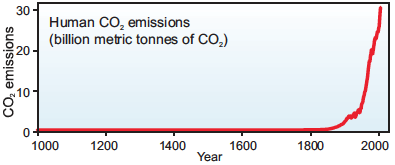 Human CO₂ emissions
(billion metric tonnes of CO₂)
CO₂ emissions
30
20
10
0
1000 1200 1400 1600 1800 2000
Year